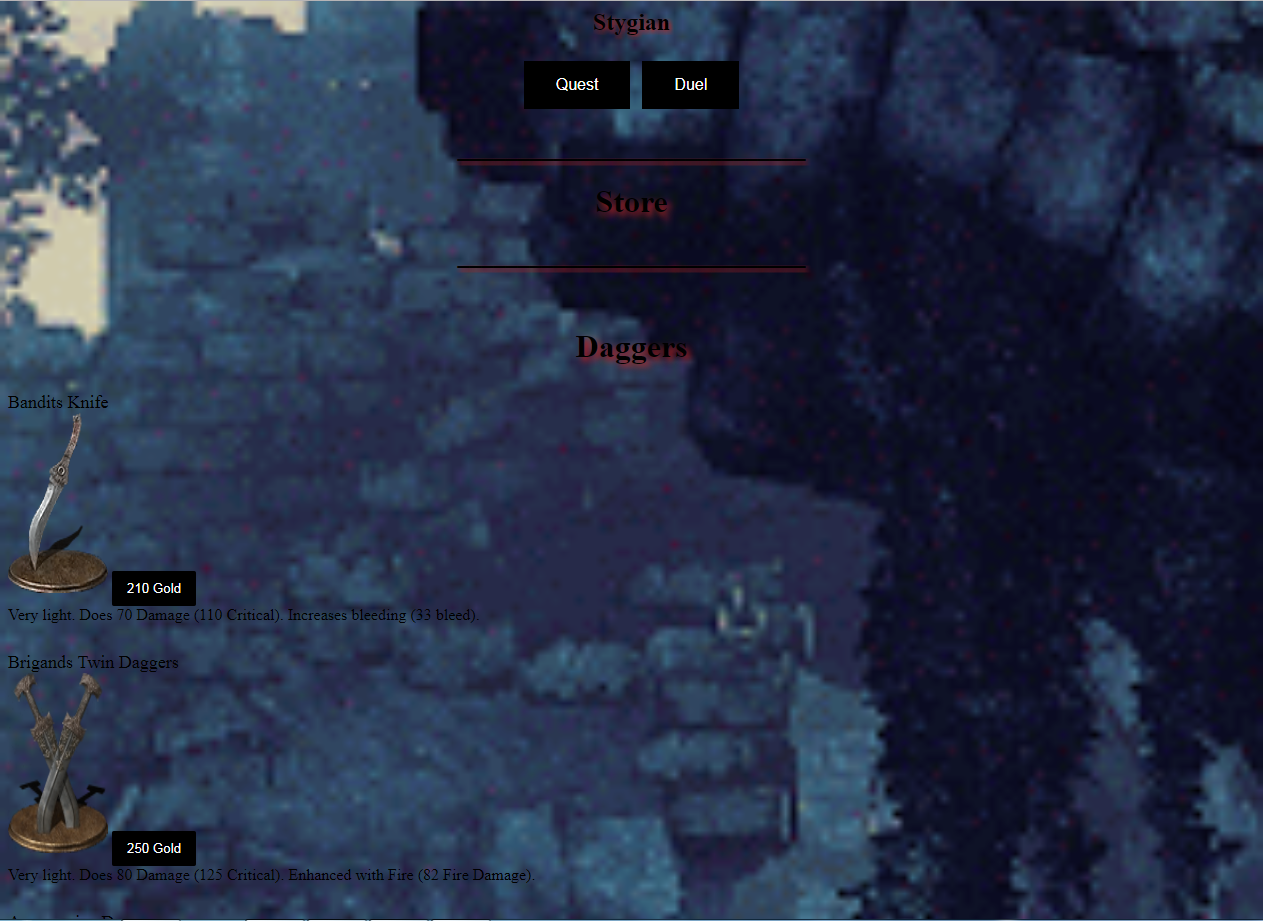 Stygian
Quest Duel
Store
Daggers
Bandits Knife
210 Gold
Very light. Does 70 Damage (110 Critical). Increases bleeding (33 bleed).
Brigands Twin Daggers
250 Gold
Very light. Does 80 Damage (125 Critical). Enhanced with Fire (82 Fire Damage).